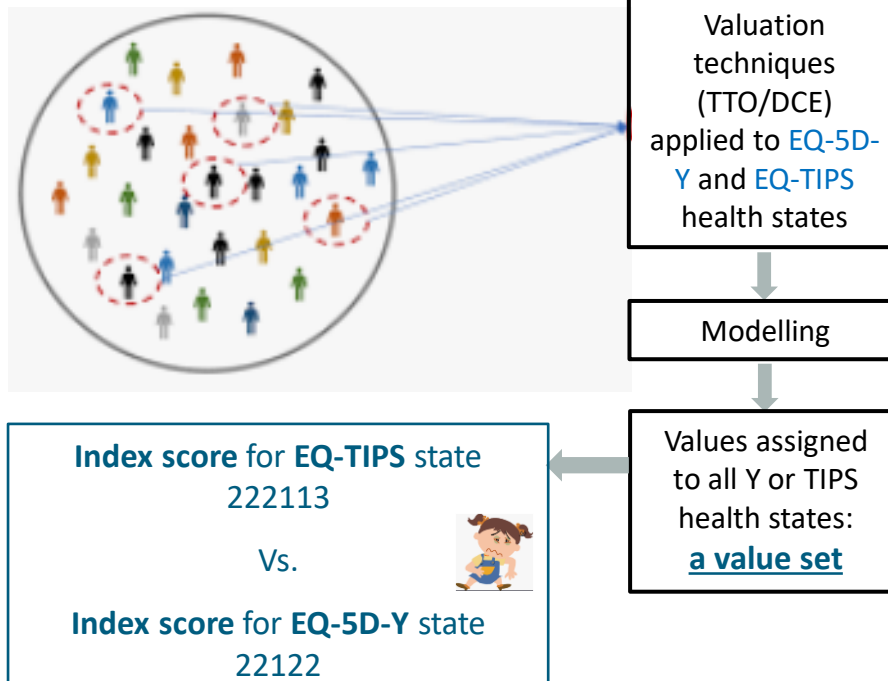 Valuation
techniques
(TTO/DCE)
applied to EQ-5D-
Y and EQ-TIPS
health states
Modelling
Values assigned
to all Y or TIPS
health states:
a value set
Index score for EQ-TIPS state
222113
Vs.
Index score for EQ-5D-Y state
22122